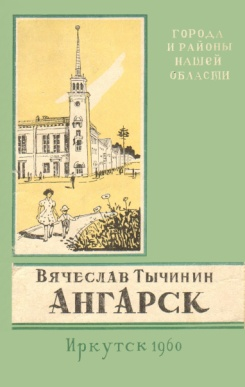 ГОРОДА
И РАЙОНЫ
НАШЕЙ
ОБЛАСТИ
ВЯЧЕСЛАВ ТЫЧИНИН
АНГАРСК
Иркутск 1960